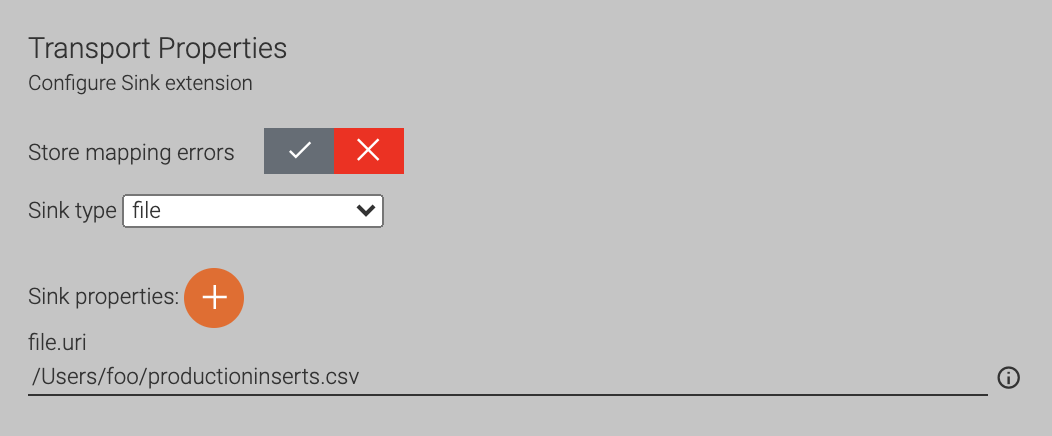 Transport Properties
Configure Sink extension
Store mapping errors
Sink type file
Sink properties:
file.uri
/Users/foo/productioninserts.csv